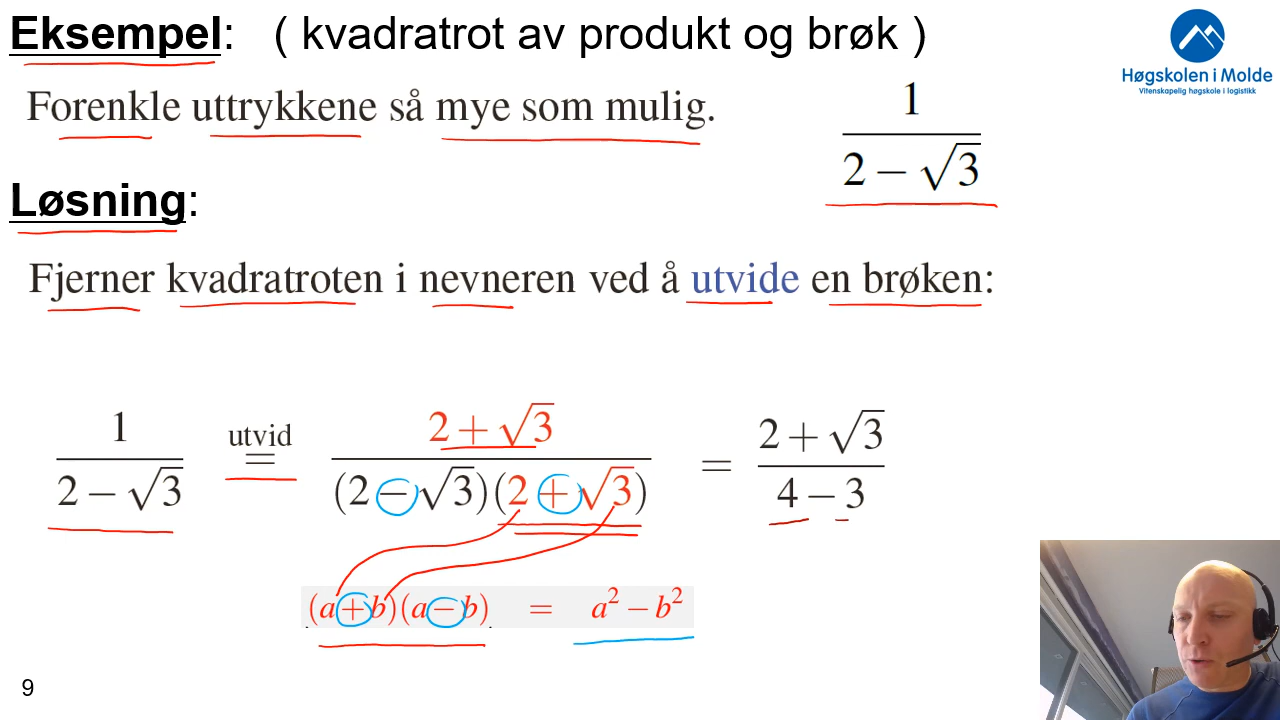 Eksempel: ( kvadratrot av produkt og brøk )
Høgskolen i Molde
Vitenskapelig høgskole i logistikk
Forenkle uttrykkene så mye som mulig.
1
2 − √3
Løsning:
Fjerner kvadratroten i nevneren ved å utvide en brøken:
1 utvid 2 + √3 2 + √3
= =
2 − √3 (2 − √3)(2 + √3) 4 − 3
(a + b)(a − b) = a² − b²
9